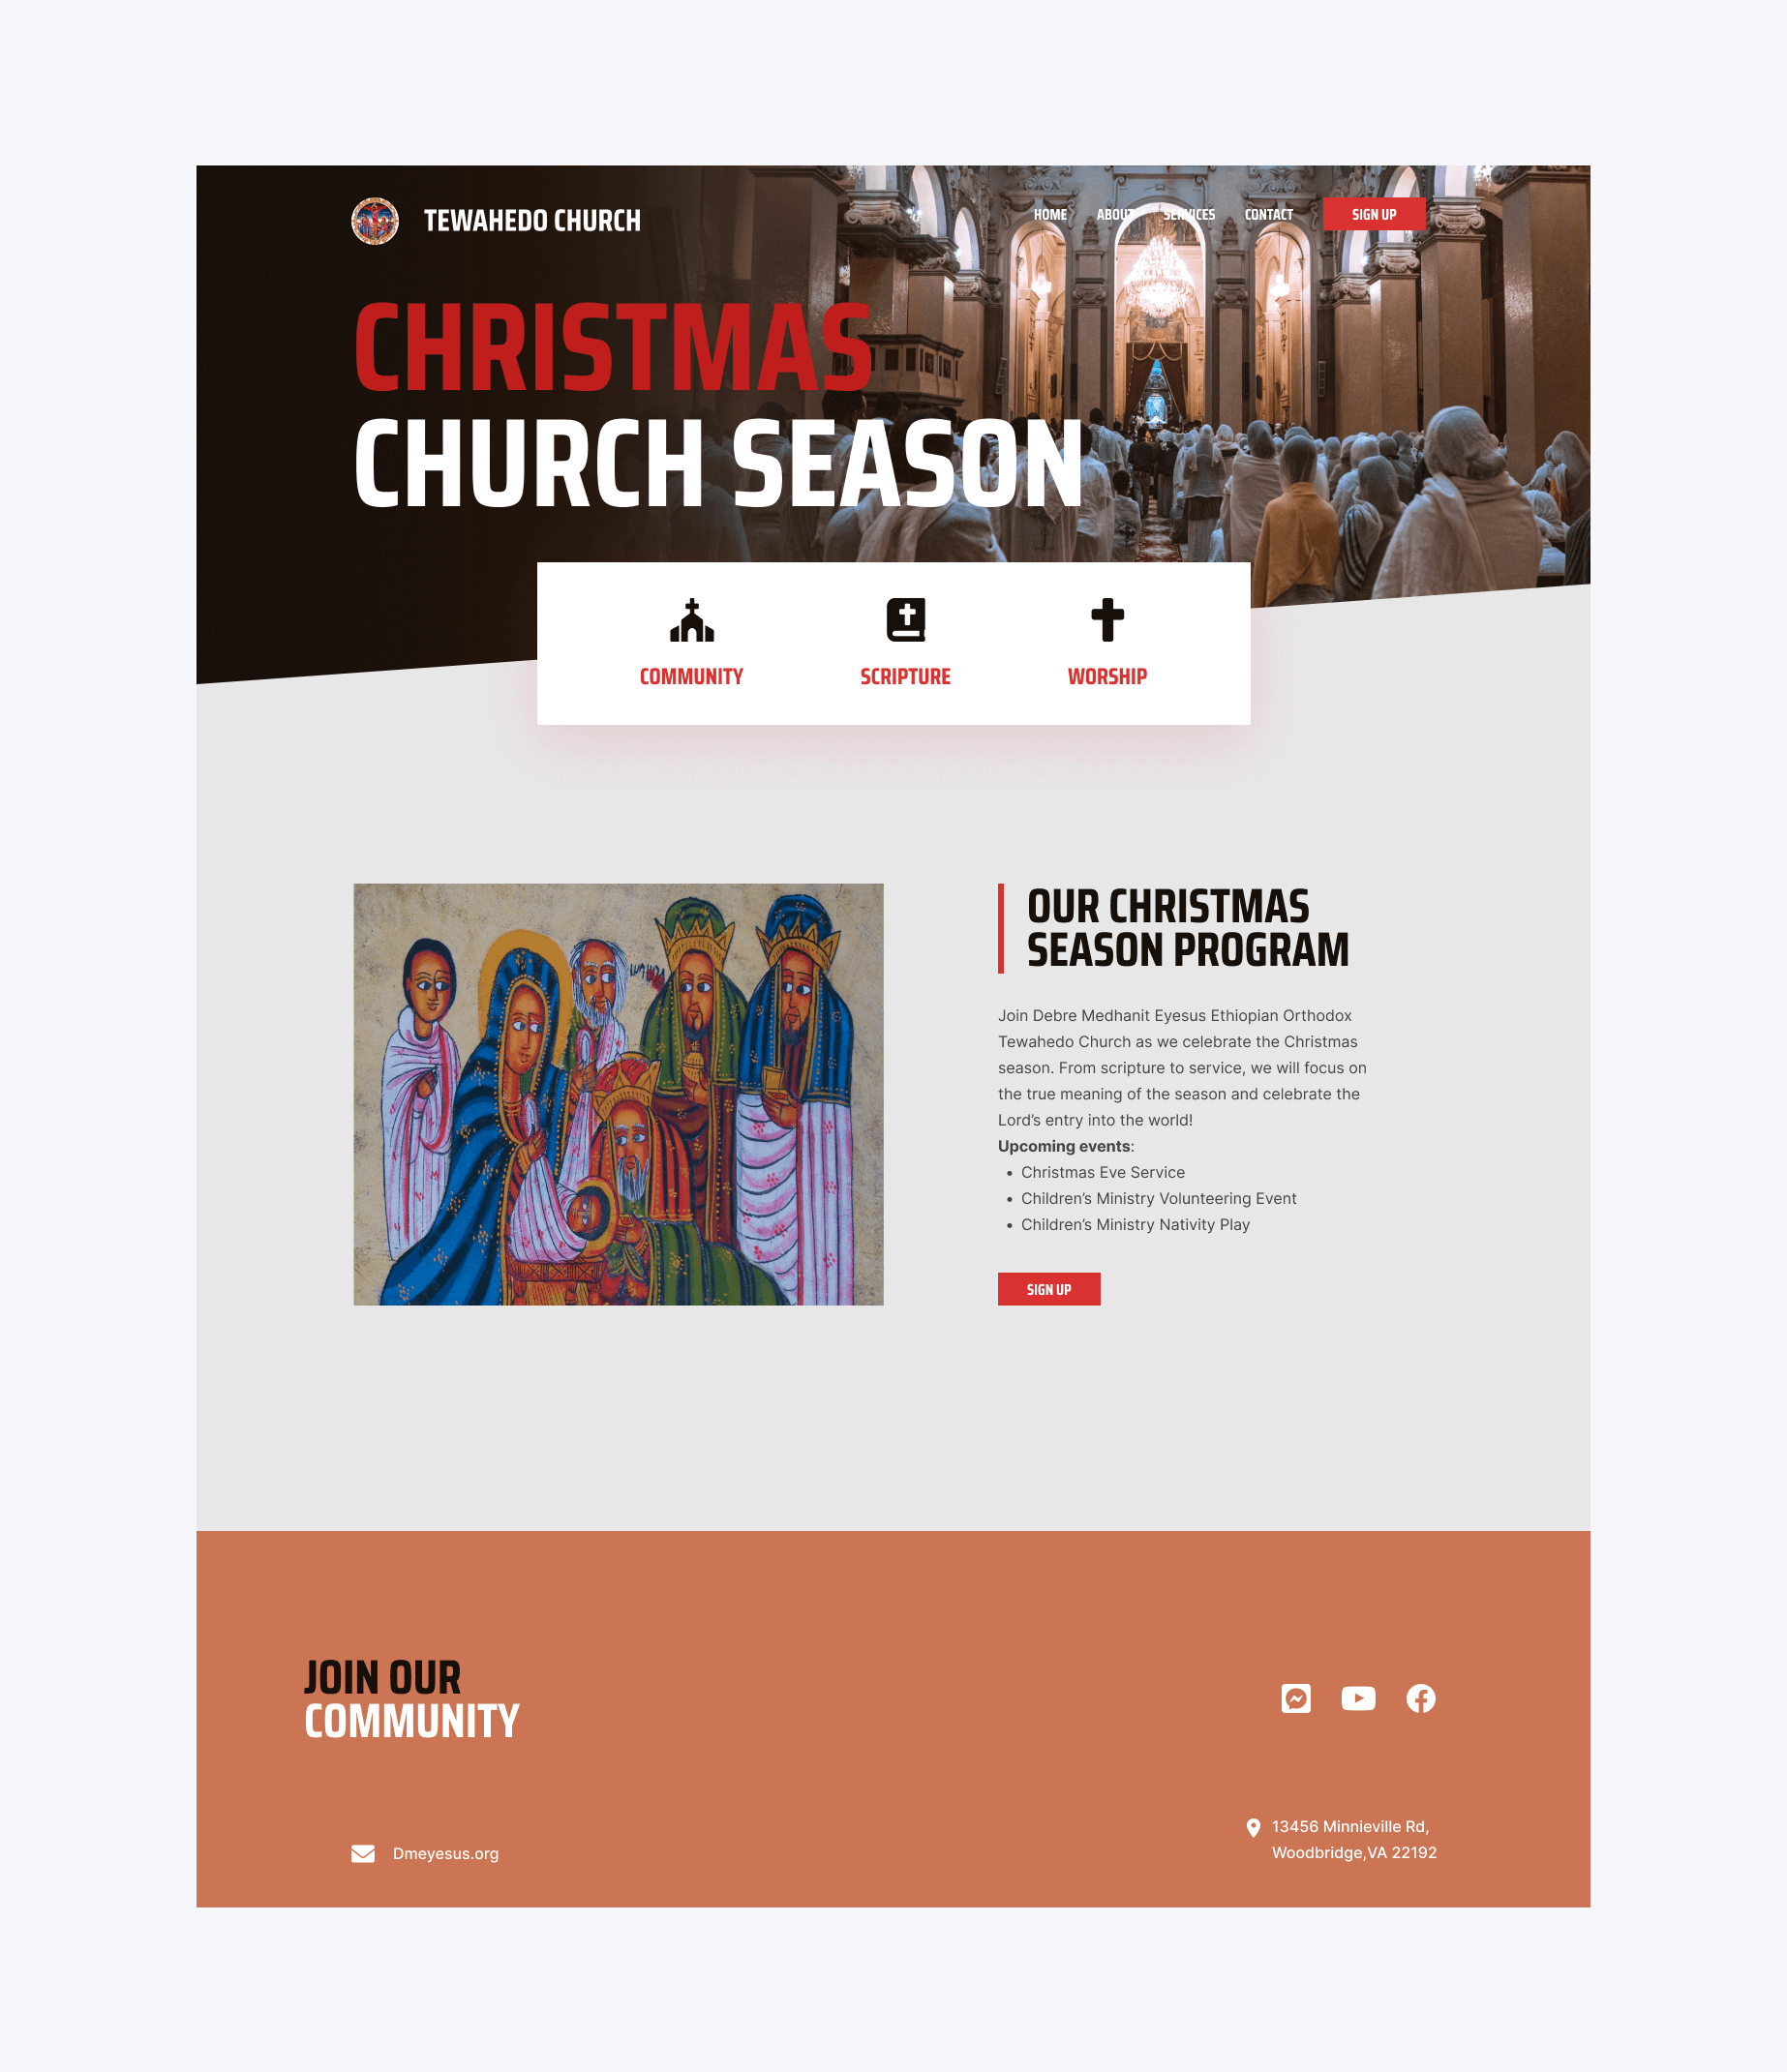 TEWAHEDO CHURCH
HOME ABOUT SERVICES CONTACT SIGN UP
CHRISTMAS
CHURCH SEASON
COMMUNITY SCRIPTURE WORSHIP
OUR CHRISTMAS
SEASON PROGRAM
Join Debre Medhanit Eyesus Ethiopian Orthodox
Tewahedo Church as we celebrate the Christmas
season. From scripture to service, we will focus on
the true meaning of the season and celebrate the
Lord’s entry into the world!
Upcoming events:
• Christmas Eve Service
• Children’s Ministry Volunteering Event
• Children’s Ministry Nativity Play
SIGN UP
JOIN OUR
COMMUNITY
Dmeyesus.org
13456 Minnieville Rd,
Woodbridge,VA 22192